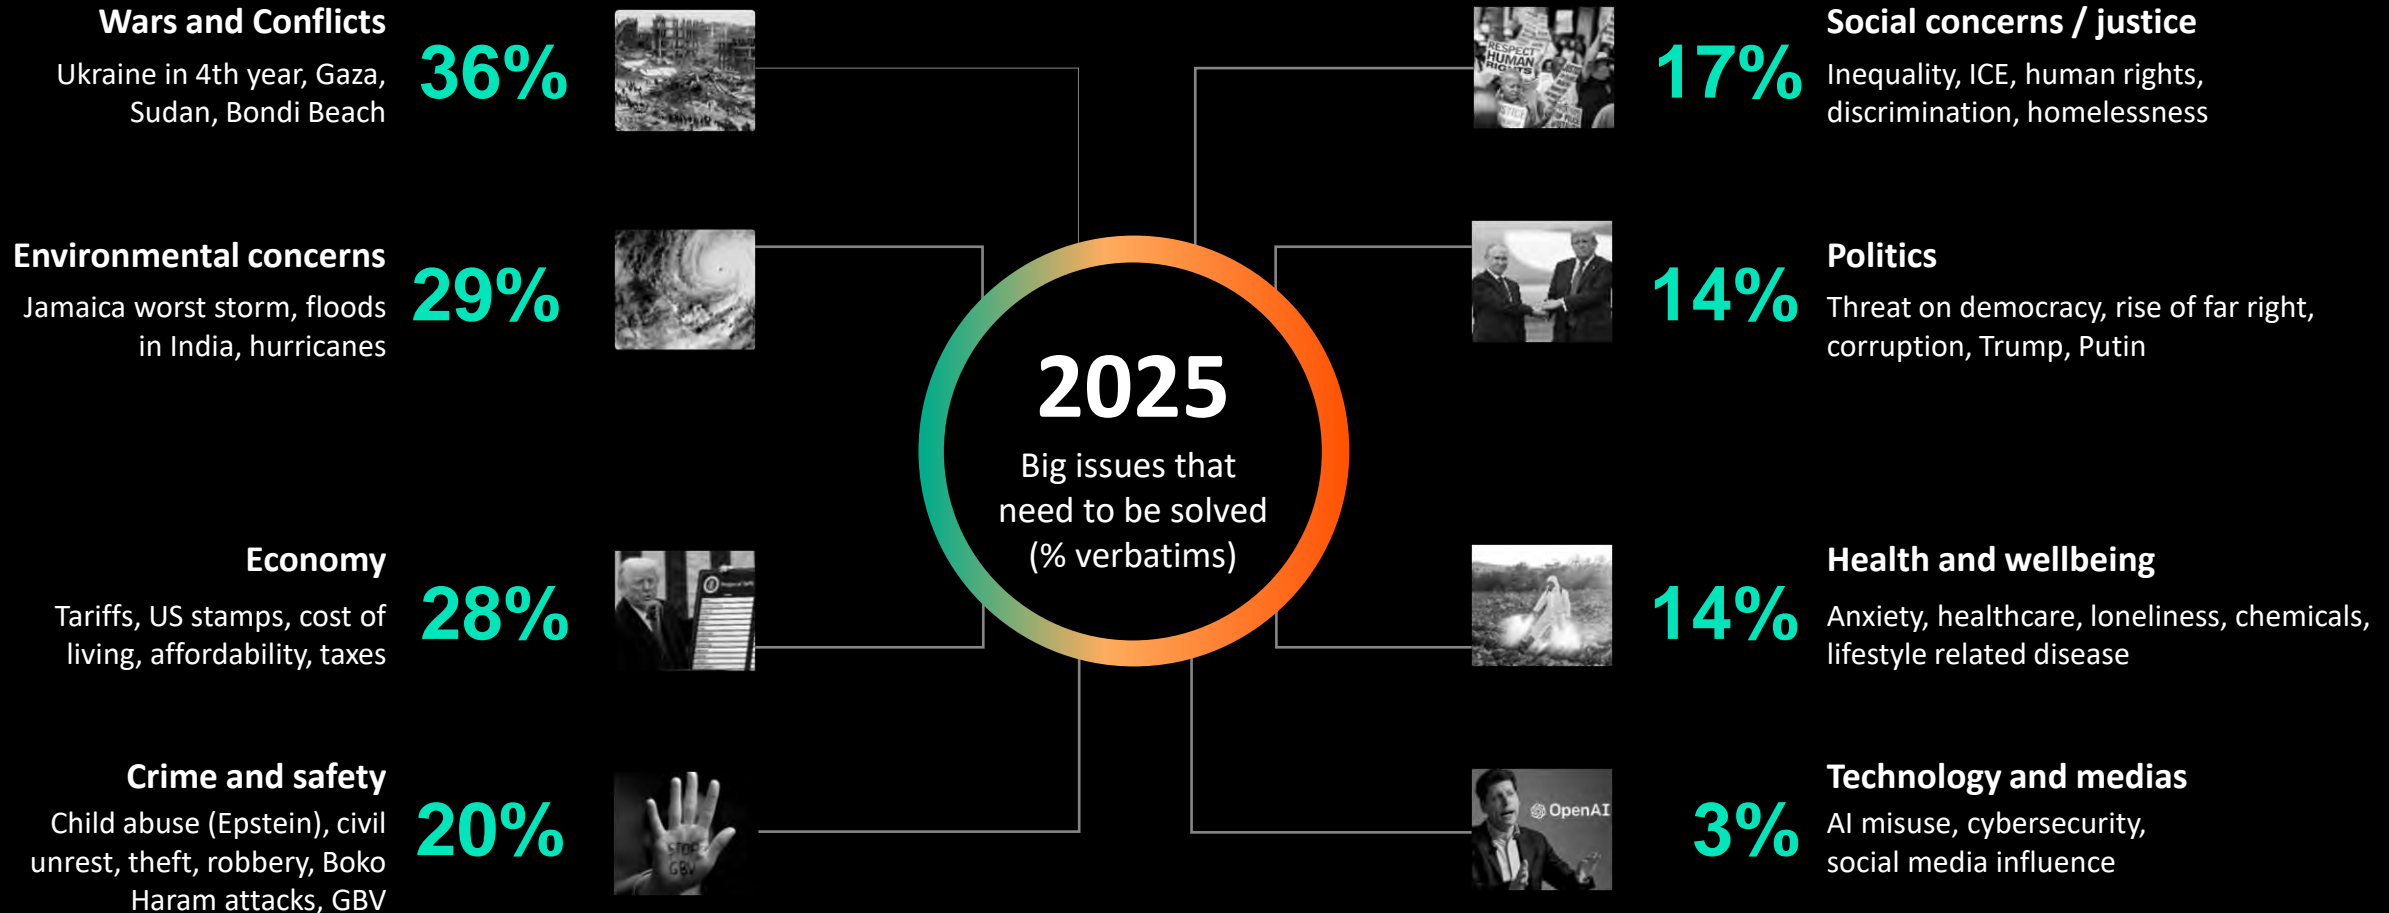 Wars and Conflicts
Ukraine in 4th year, Gaza,
Sudan, Bondi Beach
36%
Environmental concerns
Jamaica worst storm, floods
in India, hurricanes
29%
Economy
Tariffs, US stamps, cost of
living, affordability, taxes
28%
Crime and safety
Child abuse (Epstein), civil
unrest, theft, robbery, Boko
Haram attacks, GBV
20%
STOP
GBV
2025
Big issues that
need to be solved
(% verbatims)
RESPECT
HUMAN
RIGHTS
17%
Social concerns / justice
Inequality, ICE, human rights,
discrimination, homelessness
14%
Politics
Threat on democracy, rise of far right,
corruption, Trump, Putin
14%
Health and wellbeing
Anxiety, healthcare, loneliness, chemicals,
lifestyle related disease
OpenAI
3%
Technology and medias
AI misuse, cybersecurity,
social media influence